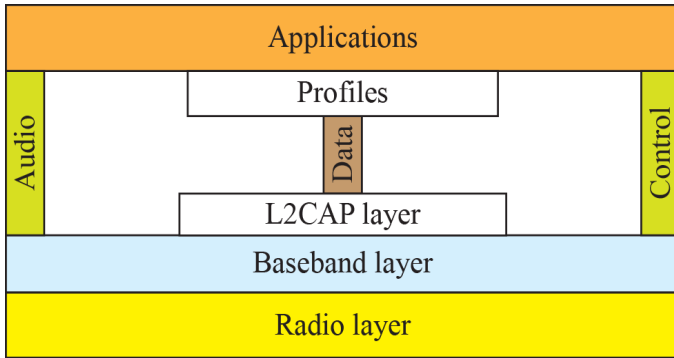 Applications
Profiles
Audio
Data
Control
L2CAP layer
Baseband layer
Radio layer